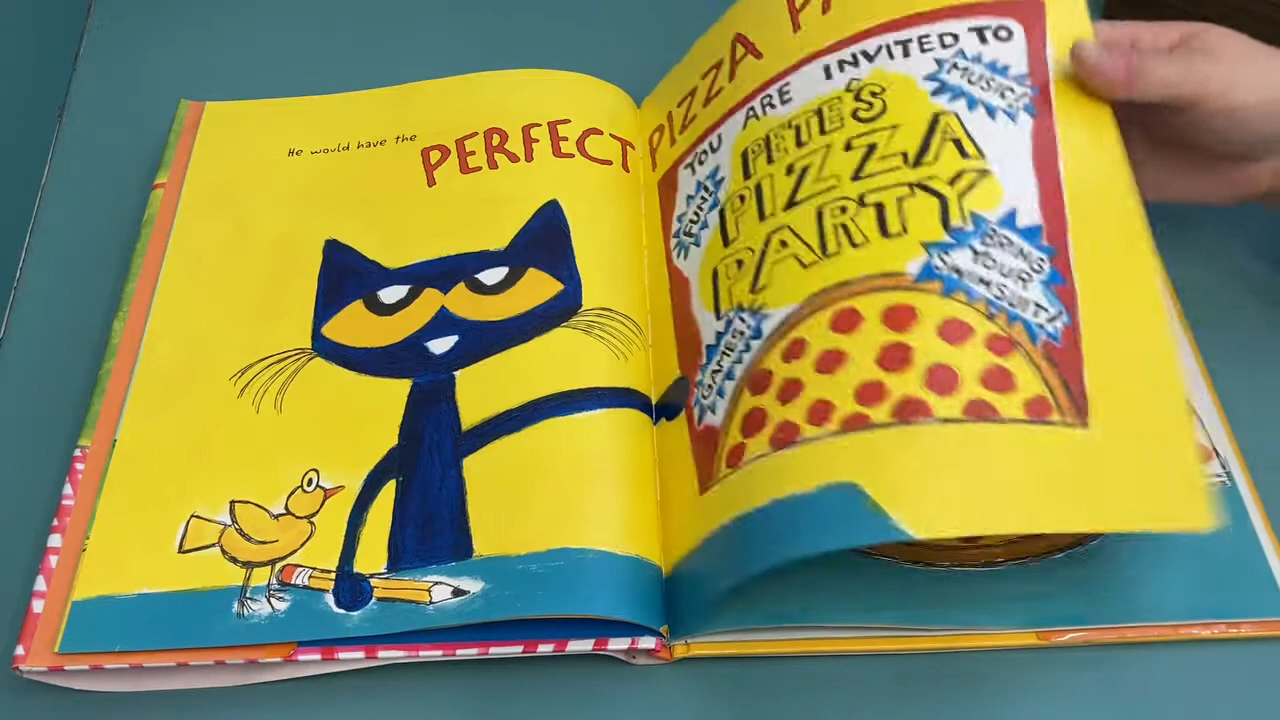 He would have the
PERFECT PIZZA PA
YOU ARE INVITED TO
MUSIC!
PETE'S
PIZZA
PARTY
FUN!
BRING
YOUR
SWIMSUIT!
GAMES!